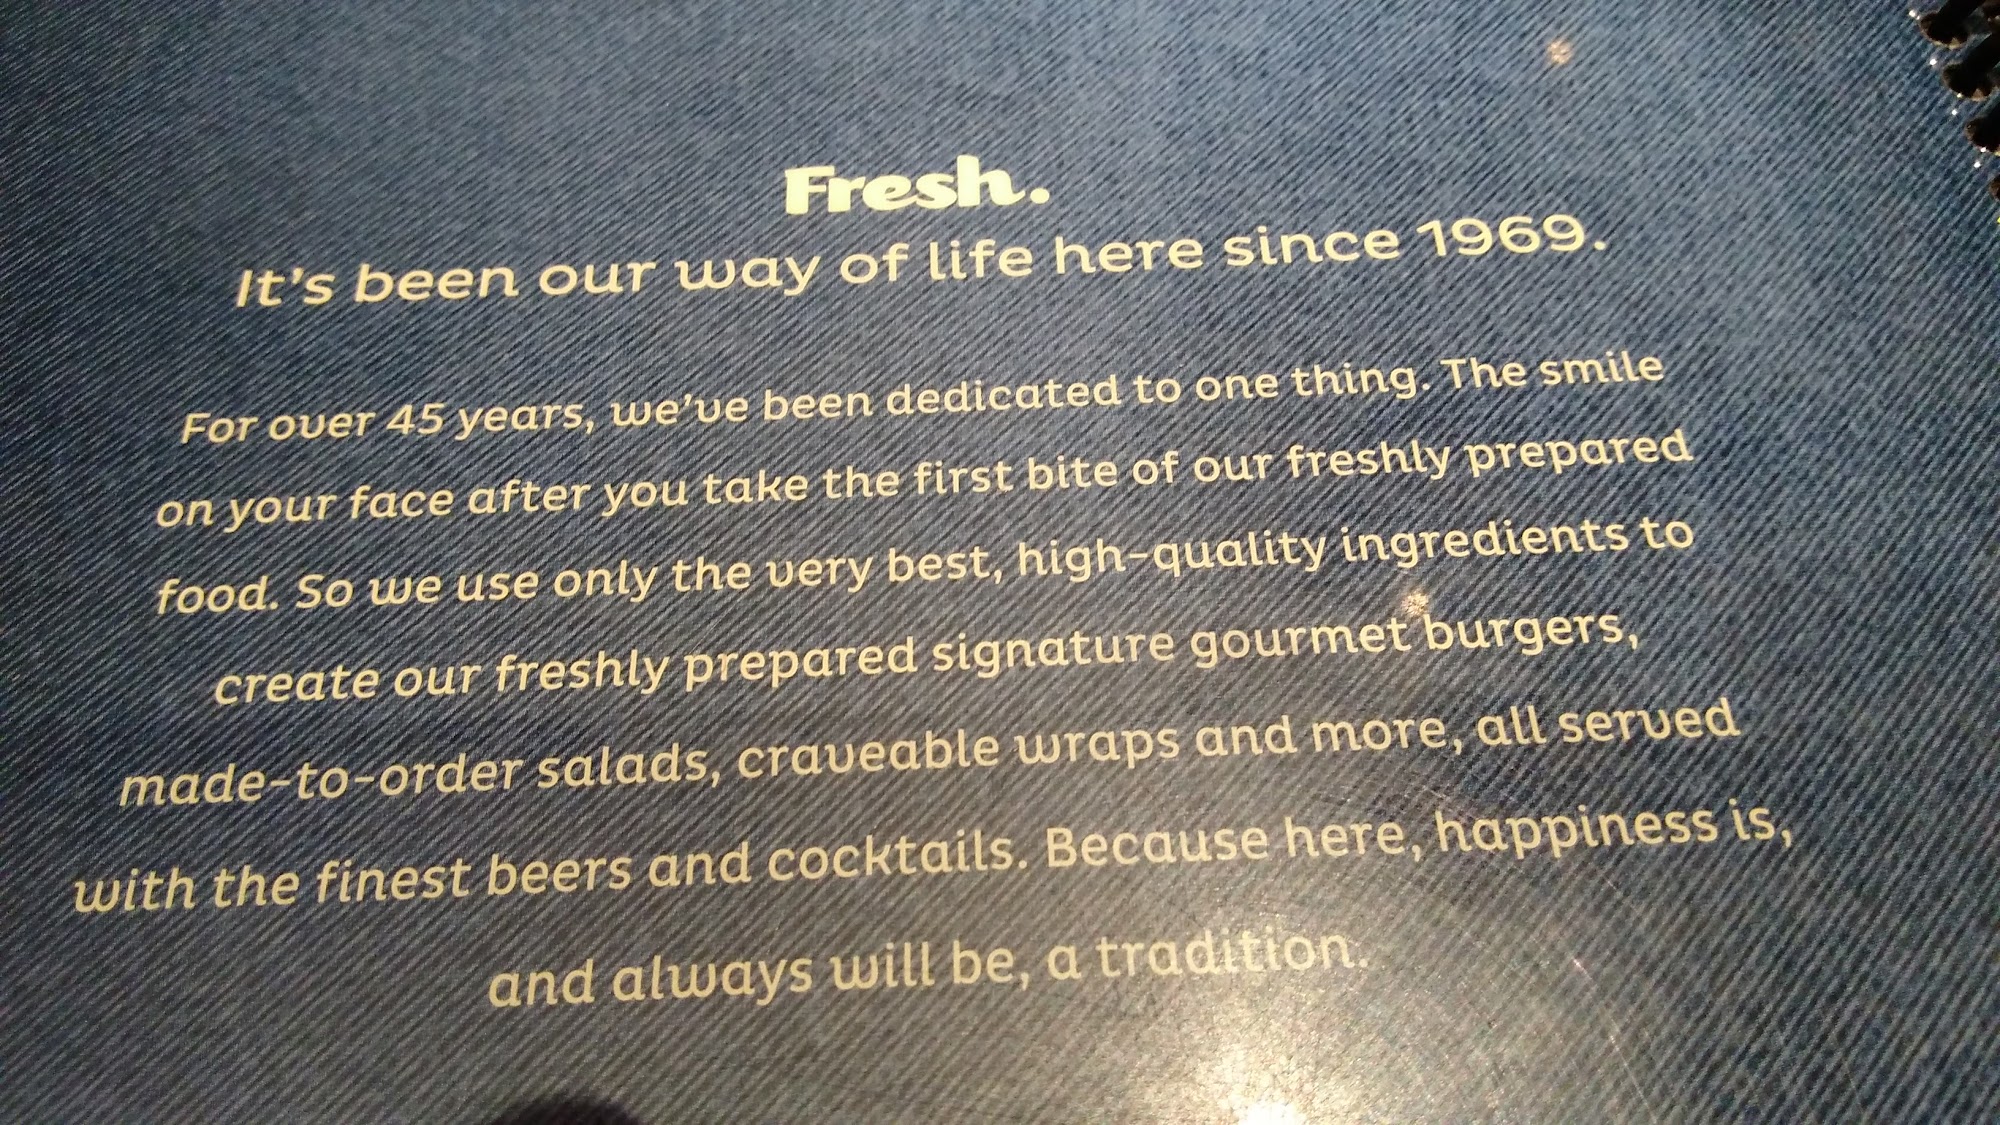 Fresh.
It's been our way of life here since 1969.
For over 45 years, we've been dedicated to one thing. The smile
on your face after you take the first bite of our freshly prepared
food. So we use only the very best, high-quality ingredients to
create our freshly prepared signature gourmet burgers,
made-to-order salads, craveable wraps and more, all served
with the finest beers and cocktails. Because here, happiness is,
and always will be, a tradition.